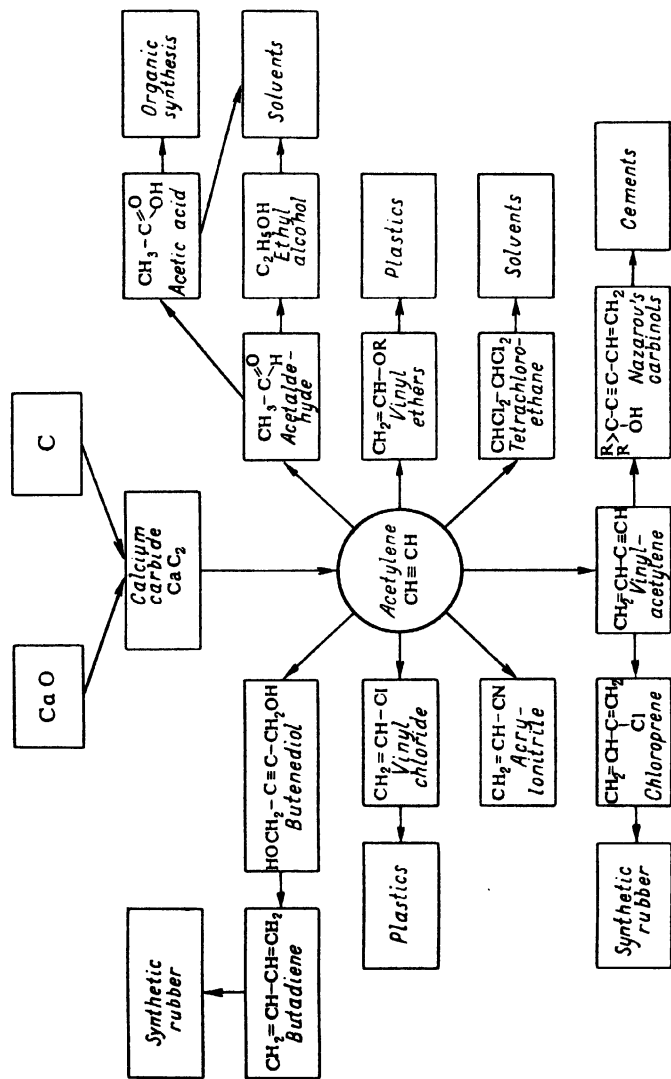 CaO
C
Calcium
carbide
CaC₂
Acetylene
CH≡CH
Synthetic
rubber
CH₂=CH-CH=CH₂
Butadiene
HOCH₂-C≡C-CH₂OH
Butenediol
CH₃-C=O
H
Acetalde-
hyde
CH₃-C=O
OH
Acetic acid
Organic
synthesis
C₂H₅OH
Ethyl
alcohol
Solvents
Plastics
CH₂=CH-Cl
Vinyl
chloride
CH₂=CH-OR
Vinyl
ethers
Plastics
CH₂=CH-CN
Acry-
lonitrile
CHCl₂-CHCl₂
Tetrachloro-
ethane
Solvents
Synthetic
rubber
CH₂=CH-C=CH₂
Cl
Chloroprene
CH₂=CH-C≡CH
Vinyl-
acetylene
R>C-C≡C-CH=CH₂
R OH
Nazarov's
carbinols
Cements